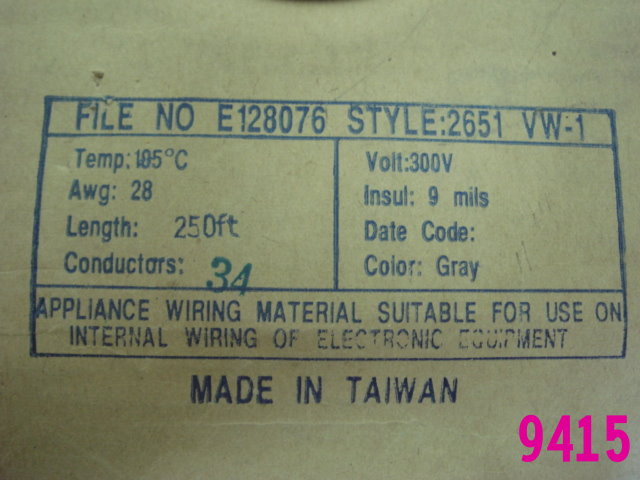 FILE NO E128076 STYLE:2651 VW-1
Temp:105°C
Awg: 28
Length: 250ft
Conductors: 34
Volt:300V
Insul: 9 mils
Date Code:
Color: Gray
APPLIANCE WIRING MATERIAL SUITABLE FOR USE ON
INTERNAL WIRING OF ELECTRONIC EQUIPMENT
MADE IN TAIWAN
9415